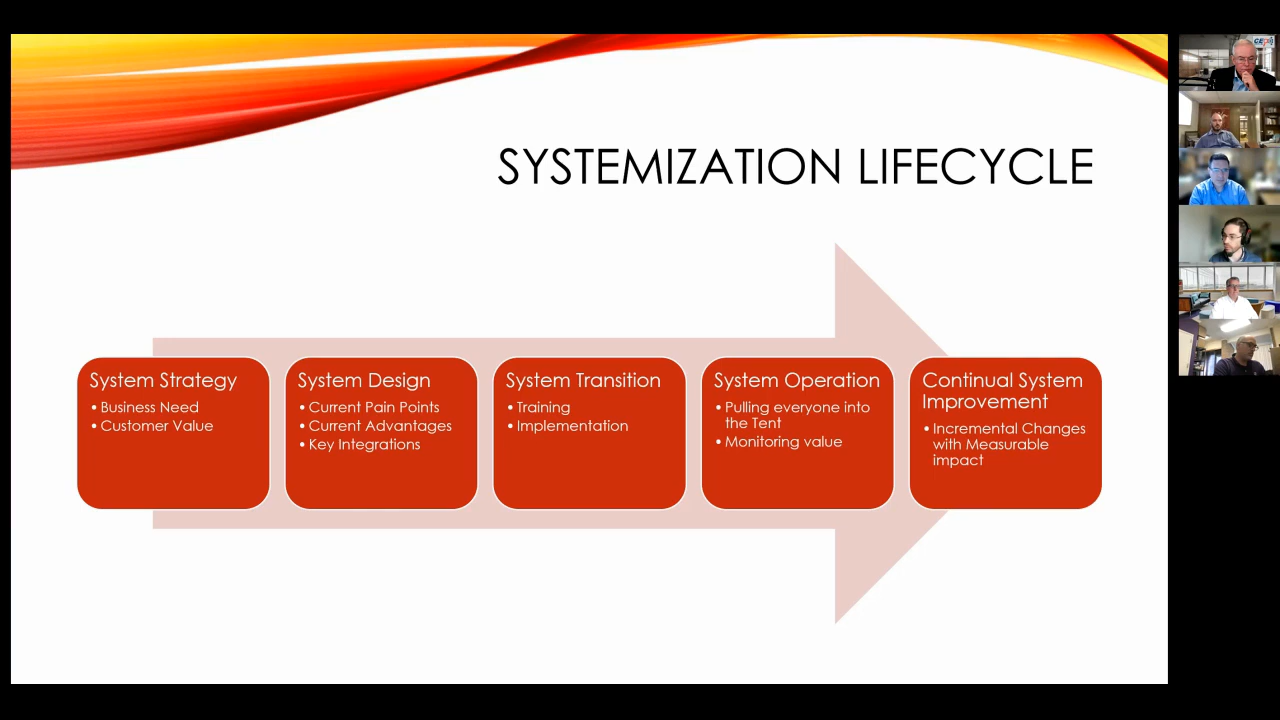 SYSTEMIZATION LIFECYCLE
System Strategy
• Business Need
• Customer Value
System Design
• Current Pain Points
• Current Advantages
• Key Integrations
System Transition
• Training
• Implementation
System Operation
• Pulling everyone into
the Tent
• Monitoring value
Continual System
Improvement
• Incremental Changes
with Measurable
impact